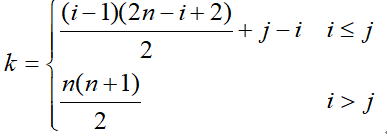 k = { (i−1)(2n−i+2)/2 + j−i  i ≤ j
n(n+1)/2  i > j